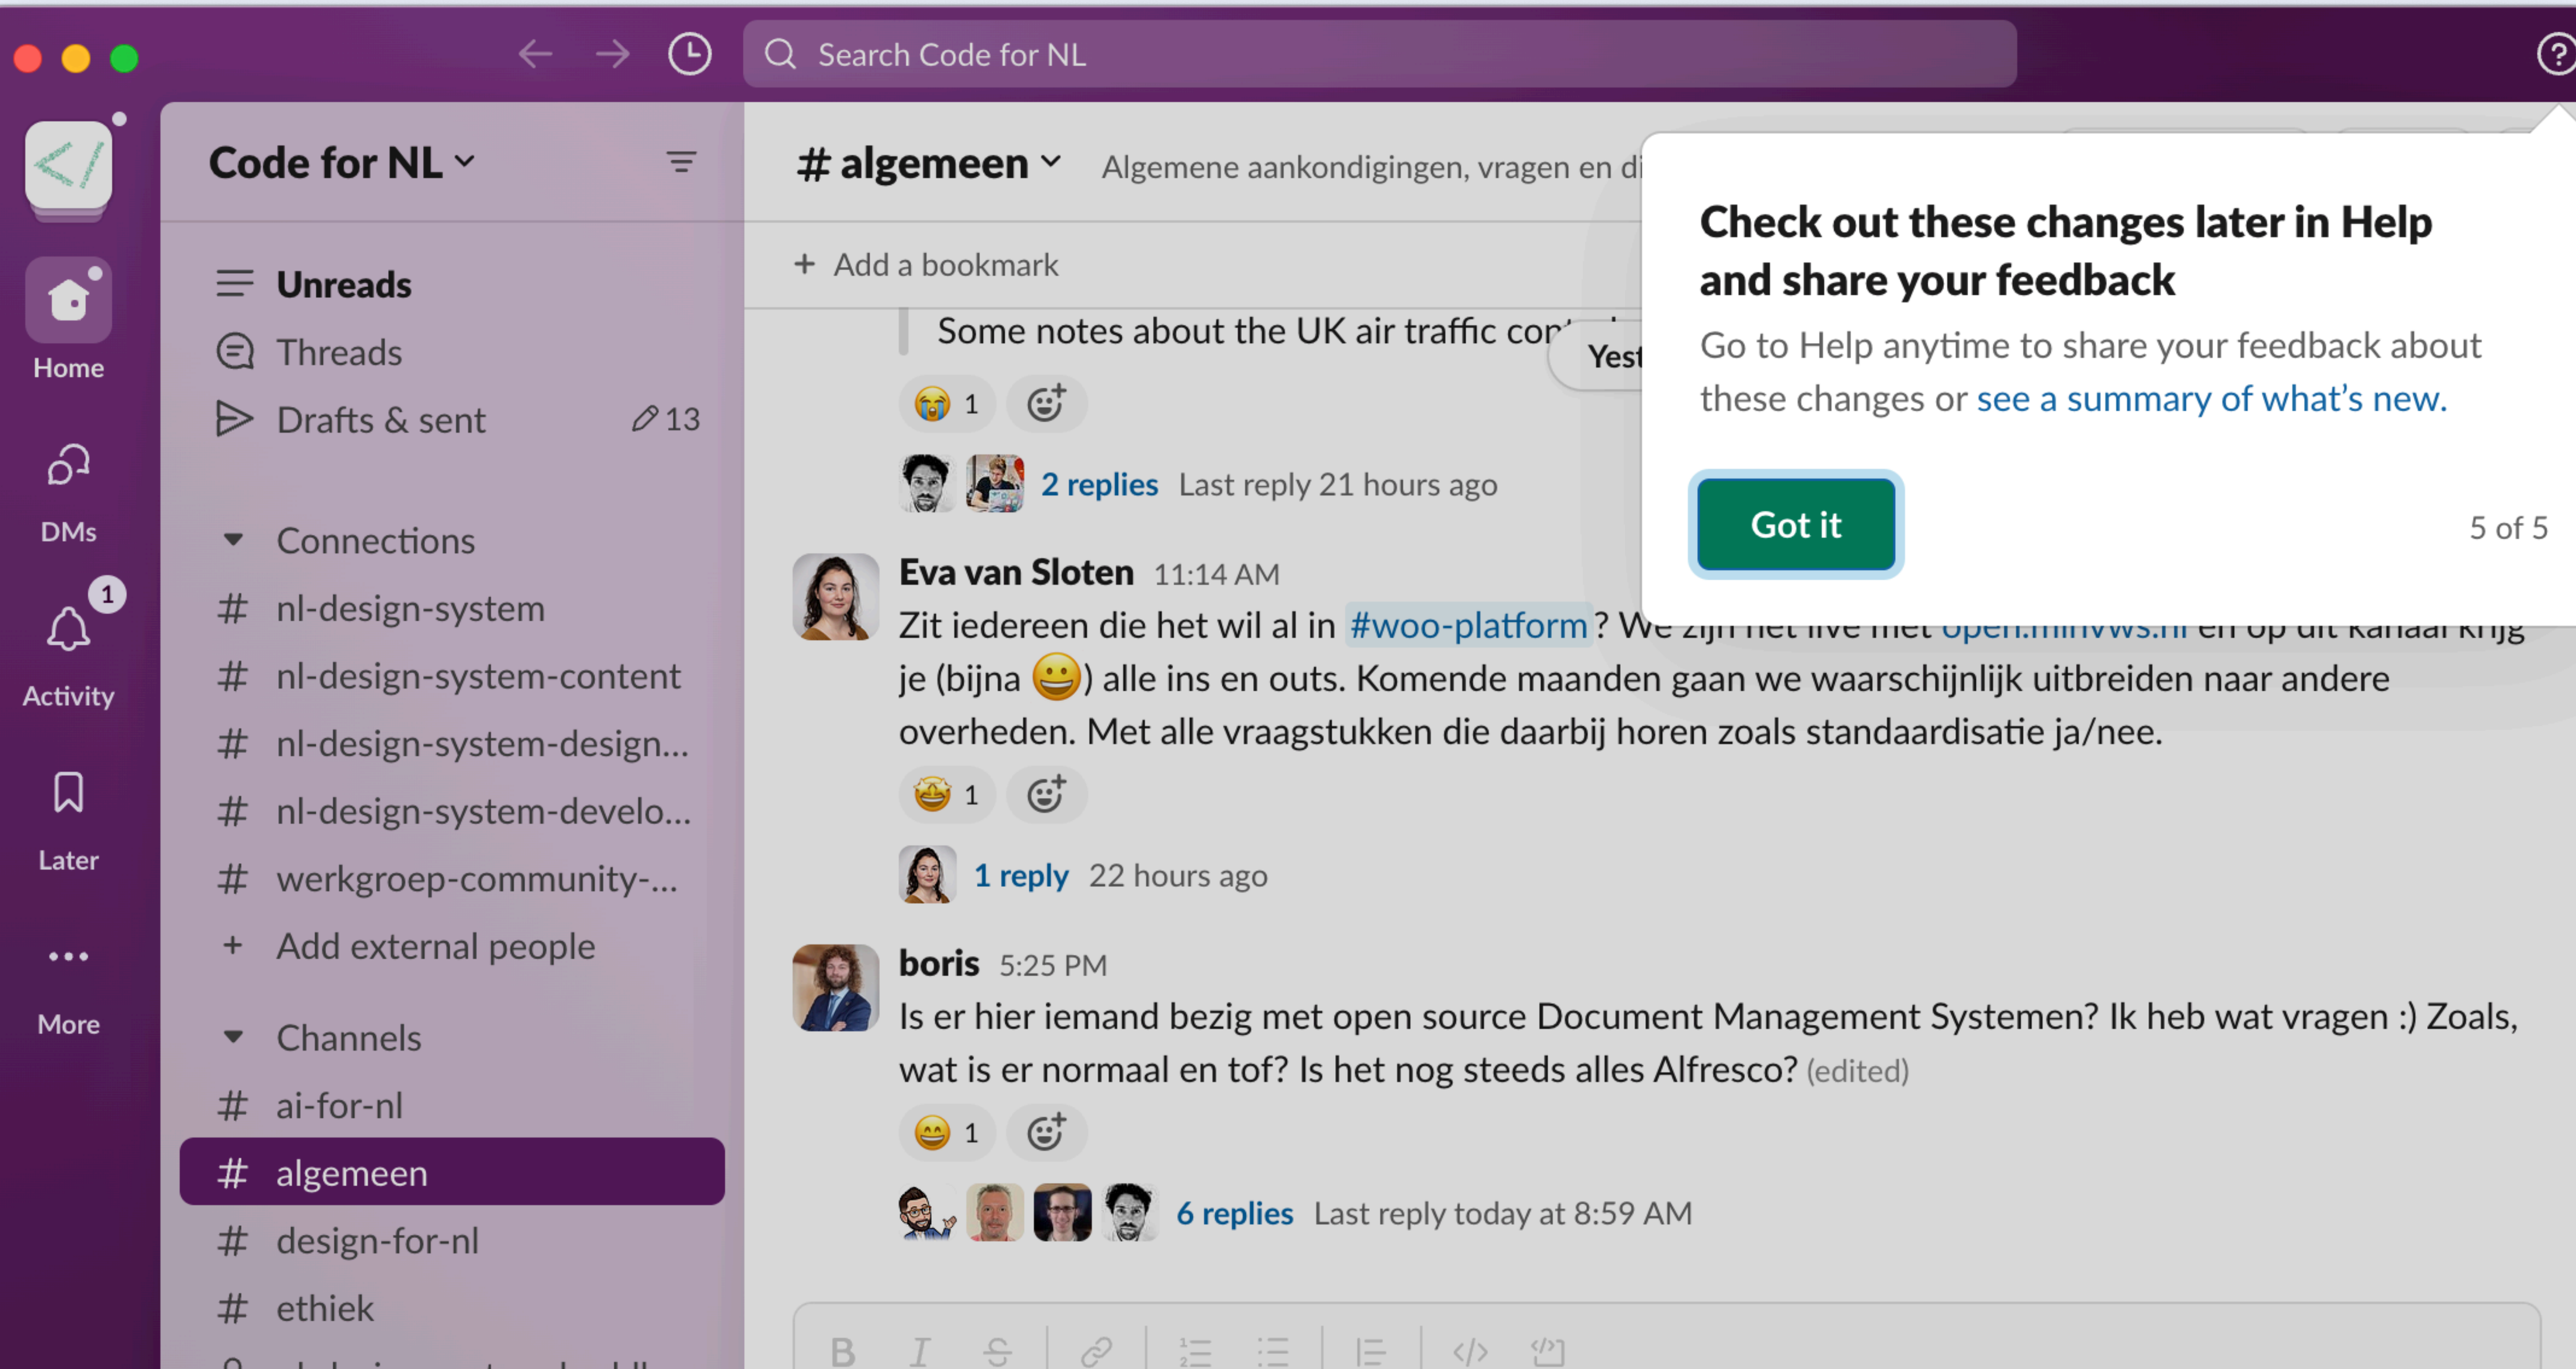 Search Code for NL
Home
DMs
1
Activity
Later
More
Code for NL
Unreads
Threads
Drafts & sent 13
Connections
# nl-design-system
# nl-design-system-content
# nl-design-system-design...
# nl-design-system-develo...
# werkgroep-community-...
+ Add external people
Channels
# ai-for-nl
# algemeen
# design-for-nl
# ethiek
# algemeen Algemene aankondigingen, vragen en di
+ Add a bookmark
Some notes about the UK air traffic
Yest
😭 1
2 replies Last reply 21 hours ago
Eva van Sloten 11:14 AM
Zit iedereen die het wil al in #woo-platform? We zijn net live met open.minvws.nl en op dit kanaal krijg
je (bijna 😀) alle ins en outs. Komende maanden gaan we waarschijnlijk uitbreiden naar andere
overheden. Met alle vraagstukken die daarbij horen zoals standaardisatie ja/nee.
🤩 1
1 reply 22 hours ago
boris 5:25 PM
Is er hier iemand bezig met open source Document Management Systemen? Ik heb wat vragen :) Zoals,
wat is er normaal en tof? Is het nog steeds alles Alfresco? (edited)
😄 1
6 replies Last reply today at 8:59 AM
B I S
Check out these changes later in Help
and share your feedback
Go to Help anytime to share your feedback about
these changes or see a summary of what's new.
Got it
5 of 5